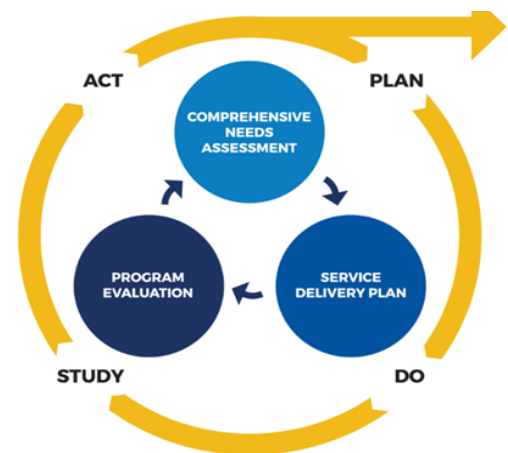 ACT
PLAN
COMPREHENSIVE
NEEDS
ASSESSMENT
PROGRAM
EVALUATION
SERVICE
DELIVERY PLAN
STUDY
DO